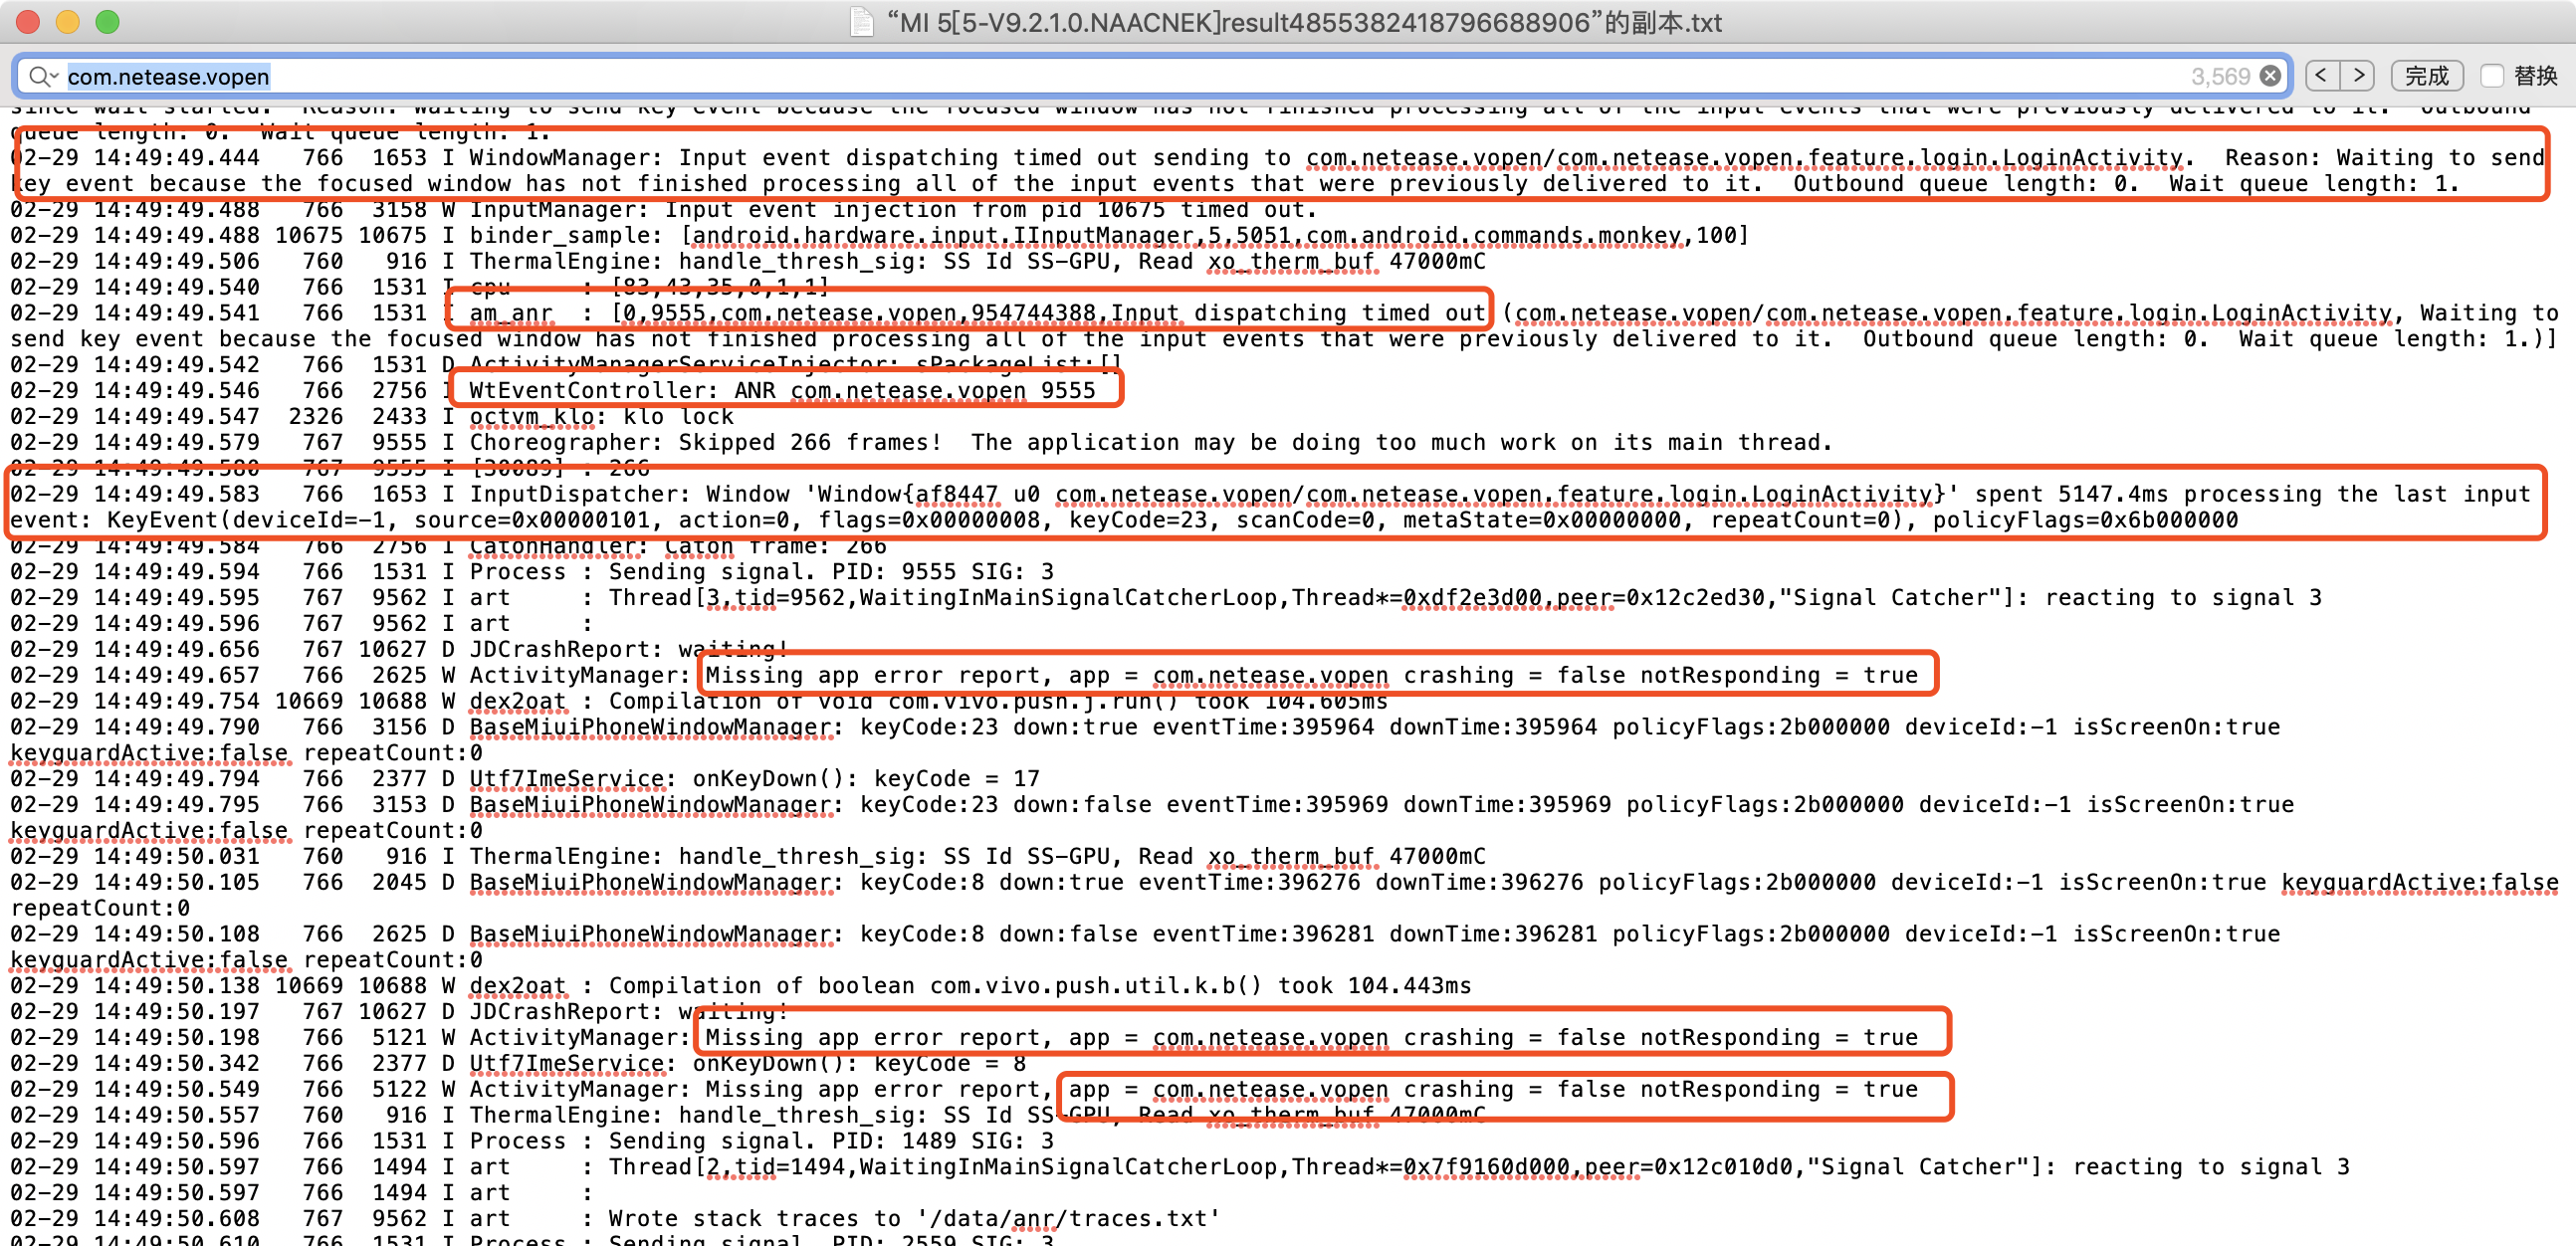 “MI 5[5-V9.2.1.0.NAACNEK]result4855382418796688906”的副本.txt
com.netease.vopen
3,569
< >
完成
替换
since wait started. Reason: Waiting to send key event because the focused window has not finished processing all of the input events that were previously delivered to it. Outbound
queue length: 0. Wait queue length: 1.
02-29 14:49:49.444 766 1653 I WindowManager: Input event dispatching timed out sending to com.netease.vopen/com.netease.vopen.feature.login.LoginActivity. Reason: Waiting to send
key event because the focused window has not finished processing all of the input events that were previously delivered to it. Outbound queue length: 0. Wait queue length: 1.
02-29 14:49:49.488 766 3158 W InputManager: Input event injection from pid 10675 timed out.
02-29 14:49:49.488 10675 10675 I binder_sample: [android.hardware.input.IInputManager,5,5051,com.android.commands.monkey,100]
02-29 14:49:49.506 760 916 I ThermalEngine: handle_thresh_sig: SS Id SS-GPU, Read xo_therm_buf 47000mC
02-29 14:49:49.540 766 1531 I cpu : [83,43,35,0,1,1]
02-29 14:49:49.541 766 1531 I am_anr : [0,9555,com.netease.vopen,954744388,Input dispatching timed out (com.netease.vopen/com.netease.vopen.feature.login.LoginActivity, Waiting to
send key event because the focused window has not finished processing all of the input events that were previously delivered to it. Outbound queue length: 0. Wait queue length: 1.)]
02-29 14:49:49.542 766 1531 D ActivityManagerServiceInjector: sPackageList:[]
02-29 14:49:49.546 766 2756 I WtEventController: ANR com.netease.vopen 9555
02-29 14:49:49.547 2326 2433 I octvm_klo: klo lock
02-29 14:49:49.579 767 9555 I Choreographer: Skipped 266 frames! The application may be doing too much work on its main thread.
02-29 14:49:49.580 767 9555 I [30089] : 266
02-29 14:49:49.583 766 1653 I InputDispatcher: Window 'Window{af8447 u0 com.netease.vopen/com.netease.vopen.feature.login.LoginActivity}' spent 5147.4ms processing the last input
event: KeyEvent(deviceId=-1, source=0x00000101, action=0, flags=0x00000008, keyCode=23, scanCode=0, metaState=0x00000000, repeatCount=0), policyFlags=0x6b000000
02-29 14:49:49.584 766 2756 I CatonHandler: Caton frame: 266
02-29 14:49:49.594 766 1531 I Process : Sending signal. PID: 9555 SIG: 3
02-29 14:49:49.595 767 9562 I art : Thread[3,tid=9562,WaitingInMainSignalCatcherLoop,Thread*=0xdf2e3d00,peer=0x12c2ed30,"Signal Catcher"]: reacting to signal 3
02-29 14:49:49.596 767 9562 I art :
02-29 14:49:49.656 767 10627 D JDCrashReport: waiting!
02-29 14:49:49.657 766 2625 W ActivityManager: Missing app error report, app = com.netease.vopen crashing = false notResponding = true
02-29 14:49:49.754 10669 10688 W dex2oat : Compilation of void com.vivo.push.j.run() took 104.605ms
02-29 14:49:49.790 766 3156 D BaseMiuiPhoneWindowManager: keyCode:23 down:true eventTime:395964 downTime:395964 policyFlags:2b000000 deviceId:-1 isScreenOn:true
keyguardActive:false repeatCount:0
02-29 14:49:49.794 766 2377 D Utf7ImeService: onKeyDown(): keyCode = 17
02-29 14:49:49.795 766 3153 D BaseMiuiPhoneWindowManager: keyCode:23 down:false eventTime:395969 downTime:395969 policyFlags:2b000000 deviceId:-1 isScreenOn:true
keyguardActive:false repeatCount:0
02-29 14:49:50.031 760 916 I ThermalEngine: handle_thresh_sig: SS Id SS-GPU, Read xo_therm_buf 47000mC
02-29 14:49:50.105 766 2045 D BaseMiuiPhoneWindowManager: keyCode:8 down:true eventTime:396276 downTime:396276 policyFlags:2b000000 deviceId:-1 isScreenOn:true keyguardActive:false
repeatCount:0
02-29 14:49:50.108 766 2625 D BaseMiuiPhoneWindowManager: keyCode:8 down:false eventTime:396281 downTime:396281 policyFlags:2b000000 deviceId:-1 isScreenOn:true
keyguardActive:false repeatCount:0
02-29 14:49:50.138 10669 10688 W dex2oat : Compilation of boolean com.vivo.push.util.k.b() took 104.443ms
02-29 14:49:50.197 767 10627 D JDCrashReport: waiting!
02-29 14:49:50.198 766 5121 W ActivityManager: Missing app error report, app = com.netease.vopen crashing = false notResponding = true
02-29 14:49:50.342 766 2377 D Utf7ImeService: onKeyDown(): keyCode = 8
02-29 14:49:50.549 766 5122 W ActivityManager: Missing app error report, app = com.netease.vopen crashing = false notResponding = true
02-29 14:49:50.557 760 916 I ThermalEngine: handle_thresh_sig: SS Id SS-GPU, Read xo_therm_buf 47000mC
02-29 14:49:50.596 766 1531 I Process : Sending signal. PID: 1489 SIG: 3
02-29 14:49:50.597 766 1494 I art : Thread[2,tid=1494,WaitingInMainSignalCatcherLoop,Thread*=0x7f9160d000,peer=0x12c010d0,"Signal Catcher"]: reacting to signal 3
02-29 14:49:50.597 766 1494 I art :
02-29 14:49:50.608 767 9562 I art : Wrote stack traces to '/data/anr/traces.txt'
02-29 14:49:50.610 766 1531 I Process : Sending signal. PID: 2559 SIG: 3